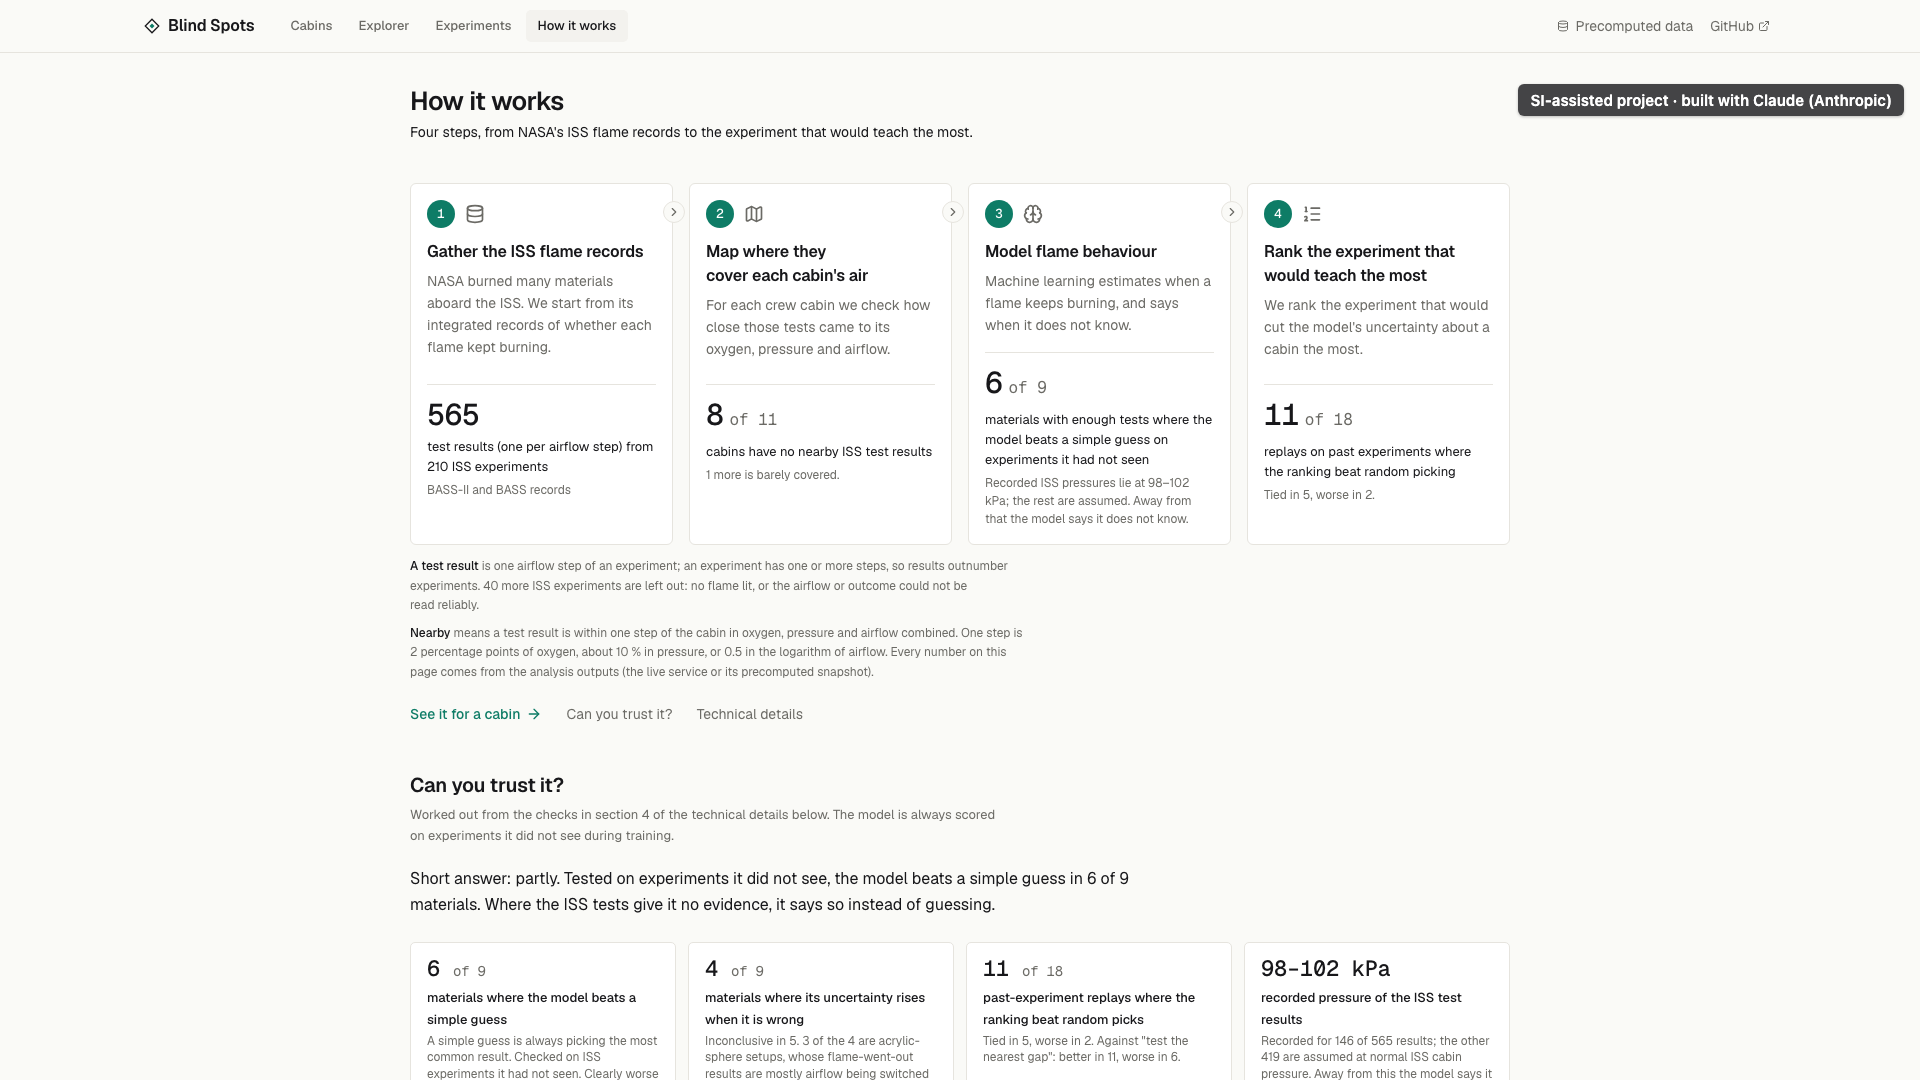 Blind Spots
Cabins
Explorer
Experiments
How it works
Precomputed data
GitHub
SI-assisted project · built with Claude (Anthropic)
How it works
Four steps, from NASA's ISS flame records to the experiment that would teach the most.
1
Gather the ISS flame records
NASA burned many materials
aboard the ISS. We start from its
integrated records of whether each
flame kept burning.
565
test results (one per airflow step) from
210 ISS experiments
BASS-II and BASS records
2
Map where they
cover each cabin's air
For each crew cabin we check how
close those tests came to its
oxygen, pressure and airflow.
8 of 11
cabins have no nearby ISS test results
1 more is barely covered.
3
Model flame behaviour
Machine learning estimates when a
flame keeps burning, and says
when it does not know.
6 of 9
materials with enough tests where the
model beats a simple guess on
experiments it had not seen
Recorded ISS pressures lie at 98–102
kPa; the rest are assumed. Away from
that the model says it does not know.
4
Rank the experiment that
would teach the most
We rank the experiment that would
cut the model's uncertainty about a
cabin the most.
11 of 18
replays on past experiments where
the ranking beat random picking
Tied in 5, worse in 2.
A test result is one airflow step of an experiment; an experiment has one or more steps, so results outnumber
experiments. 40 more ISS experiments are left out: no flame lit, or the airflow or outcome could not be
read reliably.
Nearby means a test result is within one step of the cabin in oxygen, pressure and airflow combined. One step is
2 percentage points of oxygen, about 10 % in pressure, or 0.5 in the logarithm of airflow. Every number on this
page comes from the analysis outputs (the live service or its precomputed snapshot).
See it for a cabin →
Can you trust it?
Technical details
Can you trust it?
Worked out from the checks in section 4 of the technical details below. The model is always scored
on experiments it did not see during training.
Short answer: partly. Tested on experiments it did not see, the model beats a simple guess in 6 of 9
materials. Where the ISS tests give it no evidence, it says so instead of guessing.
6 of 9
materials where the model beats a
simple guess
A simple guess is always picking the most
common result. Checked on ISS
experiments it had not seen. Clearly worse
4 of 9
materials where its uncertainty rises
when it is wrong
Inconclusive in 5. 3 of the 4 are acrylic-
sphere setups, whose flame-went-out
results are mostly airflow being switched
11 of 18
past-experiment replays where the
ranking beat random picks
Tied in 5, worse in 2. Against "test the
nearest gap": better in 11, worse in 6.
98–102 kPa
recorded pressure of the ISS test
results
Recorded for 146 of 565 results; the other
419 are assumed at normal ISS cabin
pressure. Away from this the model says it